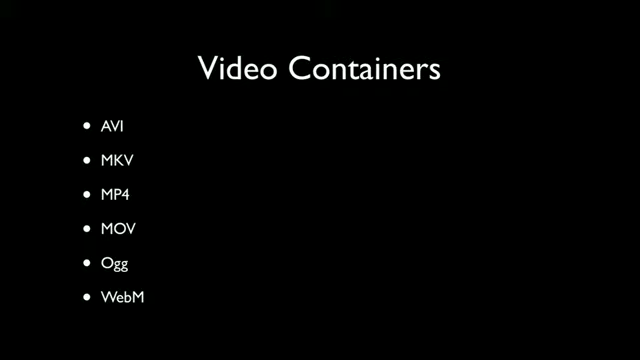 Video Containers
• AVI
• MKV
• MP4
• MOV
• Ogg
• WebM